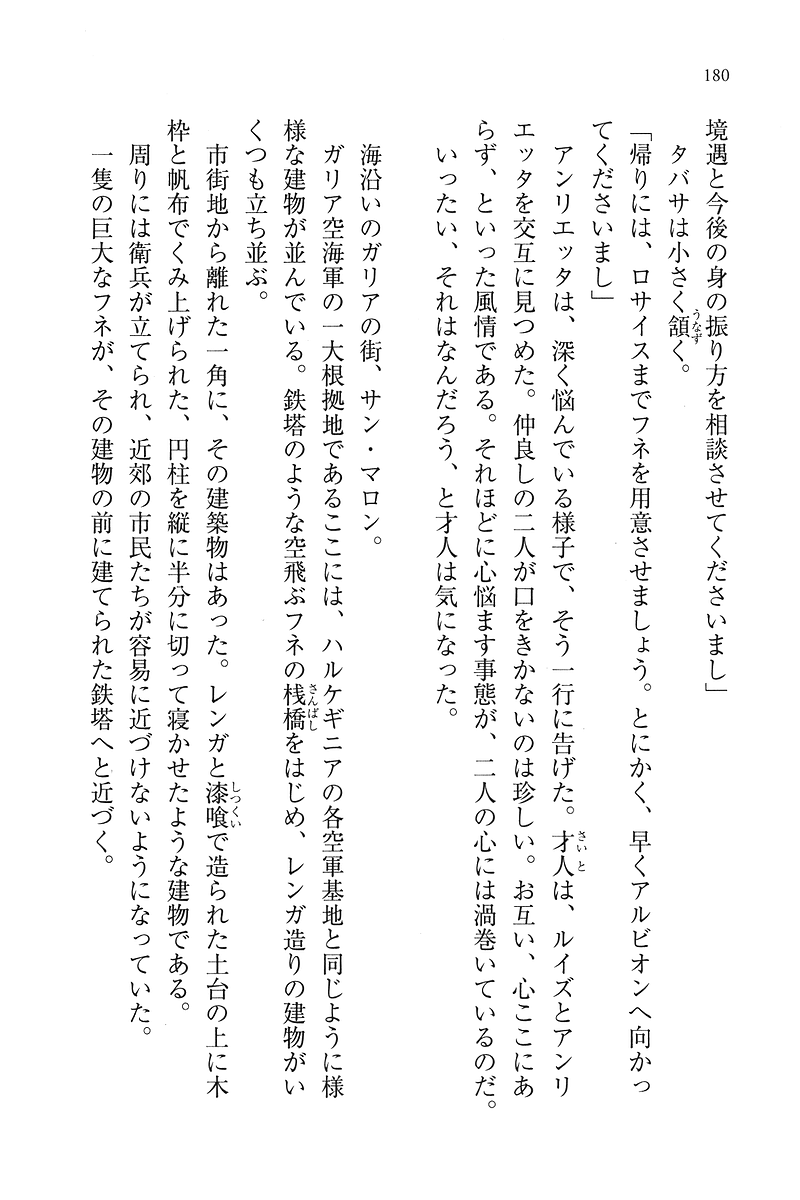 180
境遇と今後の身の振り方を相談させてくださいまし」
タバサは小さく頷く。
「帰りには、ロサイスまでフネを用意させましょう。とにかく、早くアルビオンへ向かっ
てくださいまし」
アンリエッタは、深く悩んでいる様子で、そう一行に告げた。才人は、ルイズとアンリ
エッタを交互に見つめた。仲良しの二人が口をきかないのは珍しい。お互い、心ここにあ
らず、といった風情である。それほどに心悩ます事態が、二人の心には渦巻いているのだ。
いったい、それはなんだろう、と才人は気になった。
海沿いのガリアの街、サン・マロン。
ガリア空海軍の一大根拠地であるここには、ハルケギニアの各空軍基地と同じように様
様な建物が並んでいる。鉄塔のような空飛ぶフネの桟橋をはじめ、レンガ造りの建物がい
くつも立ち並ぶ。
市街地から離れた一角に、その建築物はあった。レンガと漆喰で造られた土台の上に木
枠と帆布でくみ上げられた、円柱を縦に半分に切って寝かせたような建物である。
周りには衛兵が立てられ、近郊の市民たちが容易に近づけないようになっていた。
一隻の巨大なフネが、その建物の前に建てられた鉄塔へと近づく。